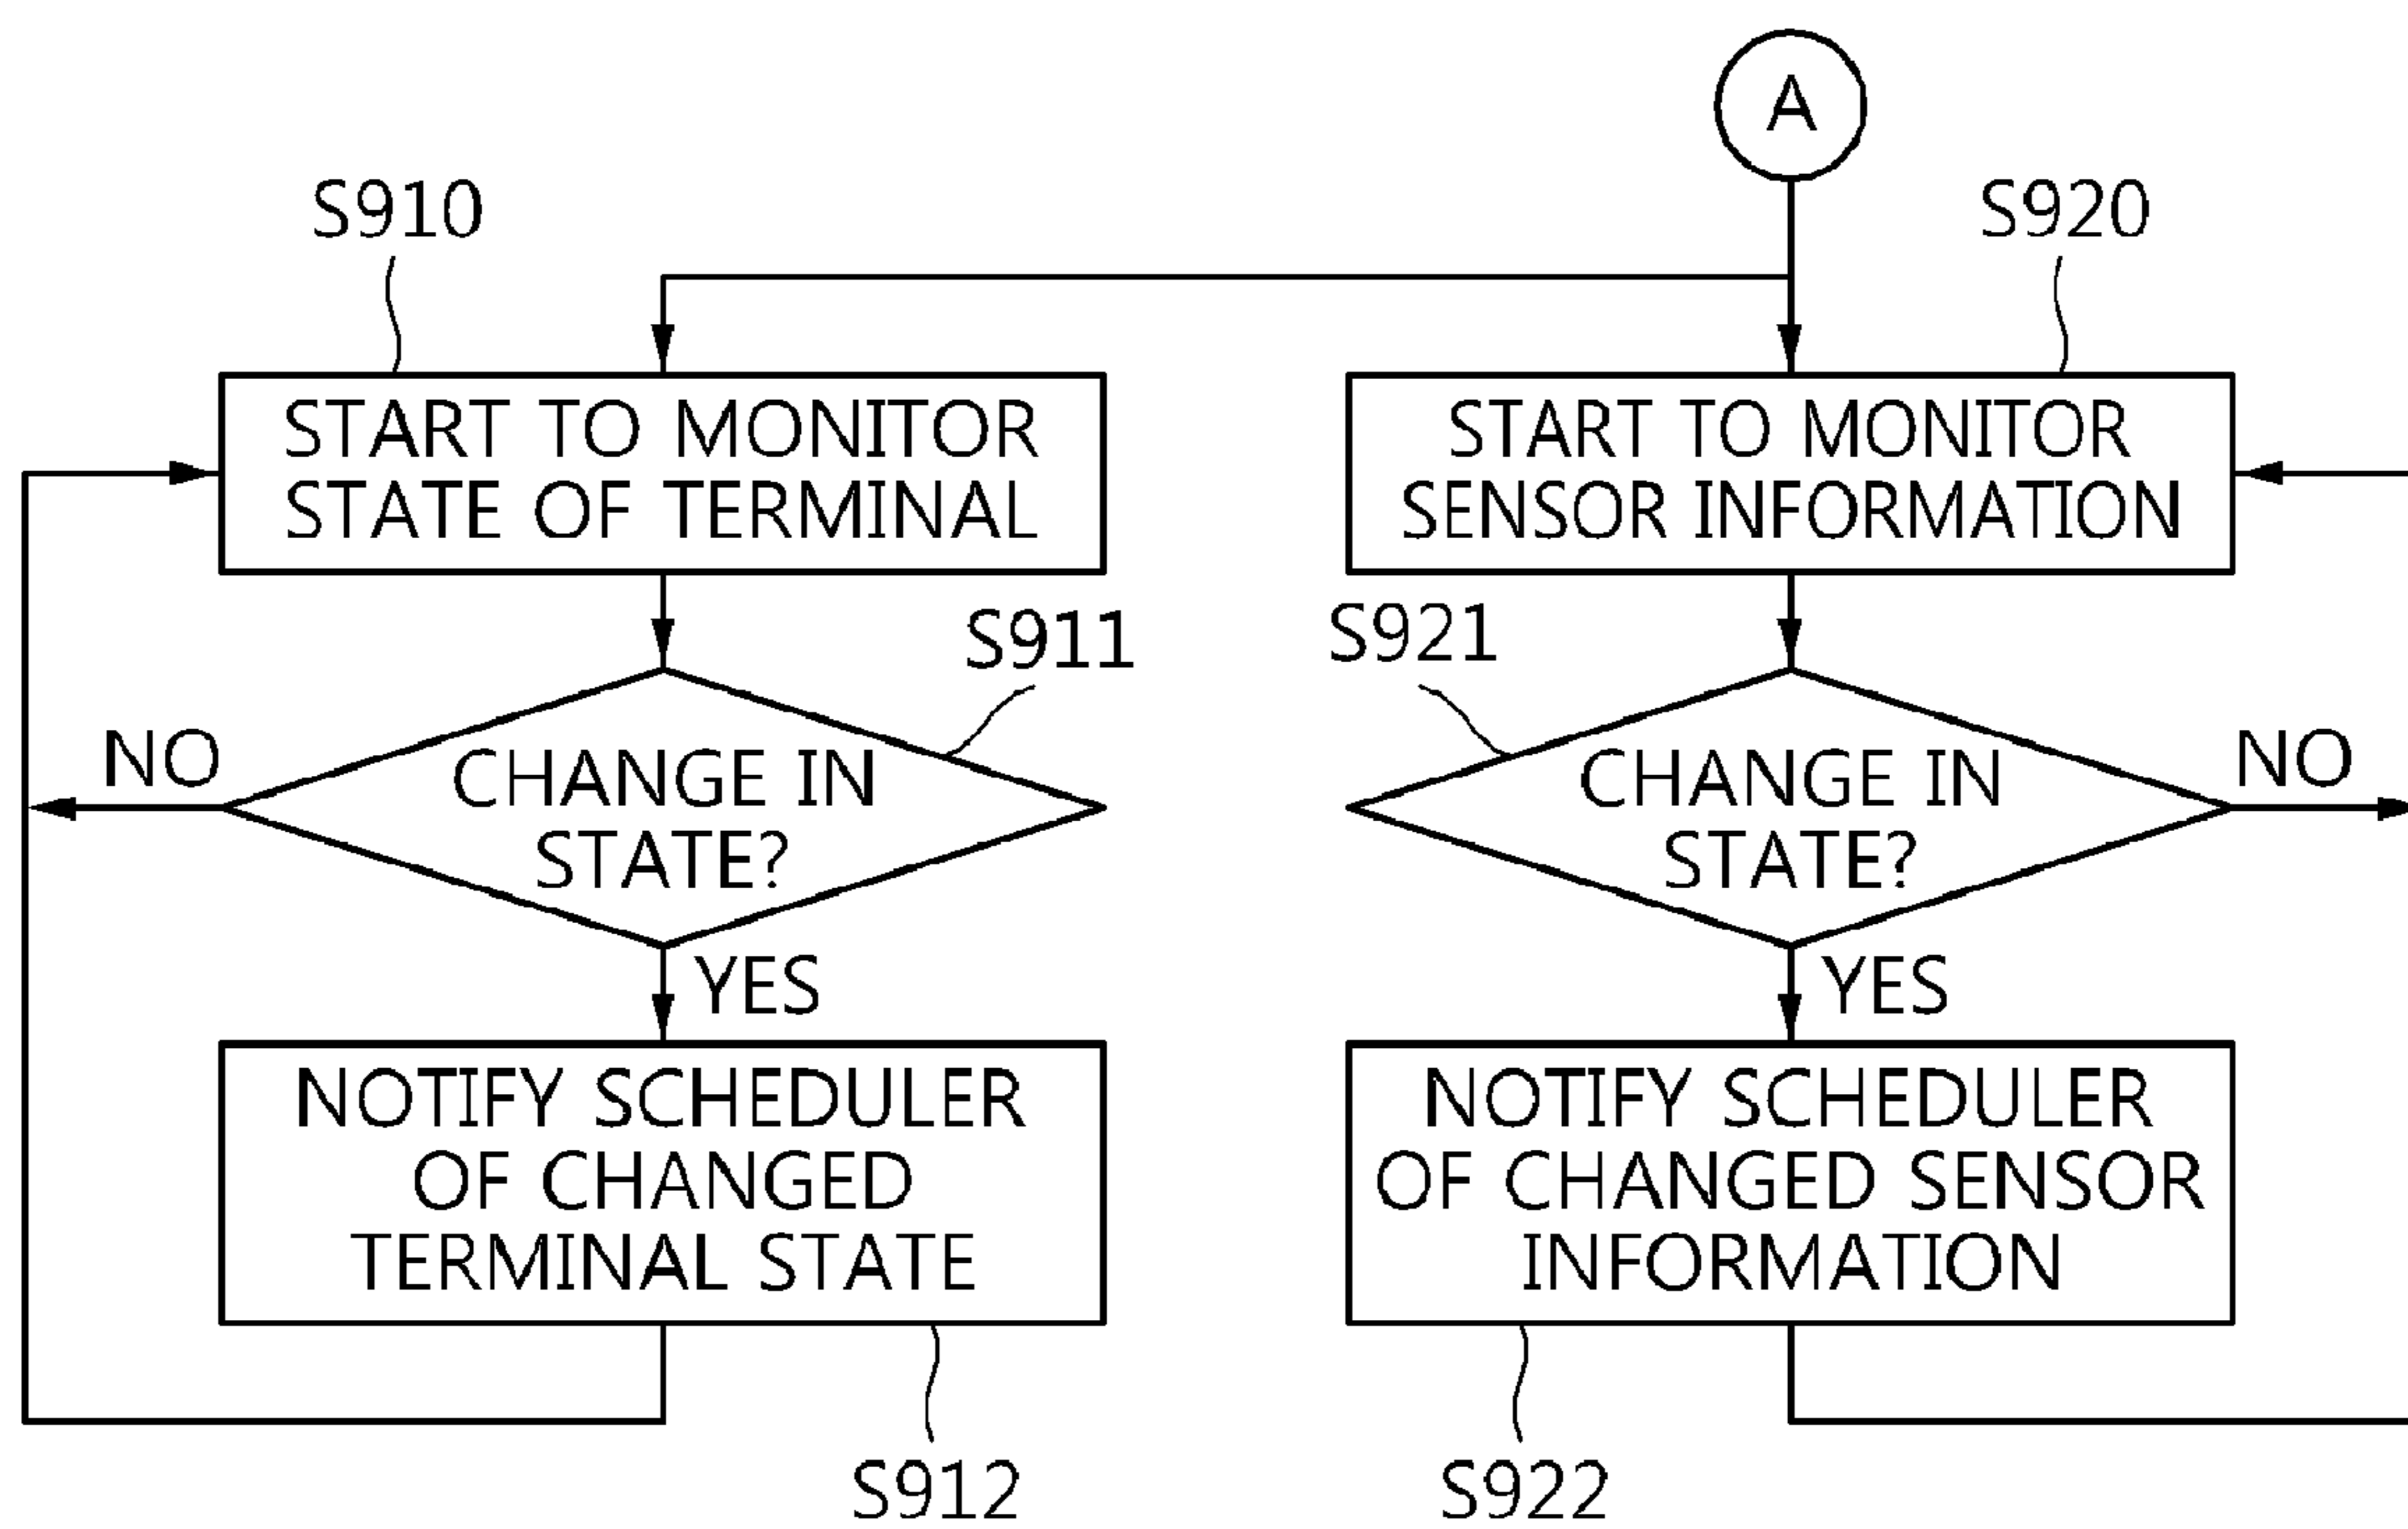 A
S910
S920
START TO MONITOR
STATE OF TERMINAL
START TO MONITOR
SENSOR INFORMATION
S911
S921
NO
CHANGE IN
STATE?
CHANGE IN
STATE?
NO
YES
YES
NOTIFY SCHEDULER
OF CHANGED
TERMINAL STATE
NOTIFY SCHEDULER
OF CHANGED SENSOR
INFORMATION
S912
S922